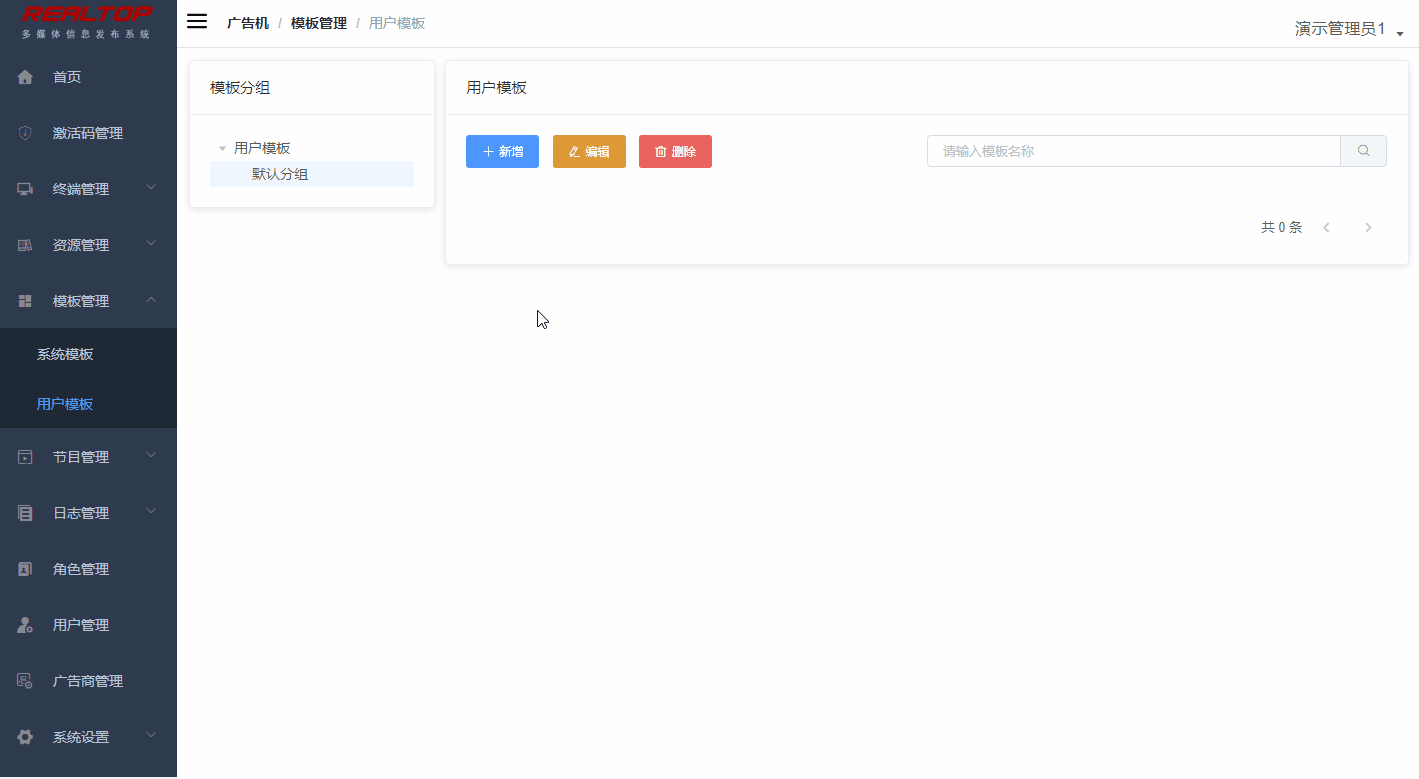 REALTOP
多媒体信息发布系统
首页
激活码管理
终端管理
资源管理
模板管理
系统模板
用户模板
节目管理
日志管理
角色管理
用户管理
广告商管理
系统设置
广告机 / 模板管理 / 用户模板
演示管理员1
模板分组
用户模板
默认分组
用户模板
新增 编辑 删除
请输入模板名称
共 0 条